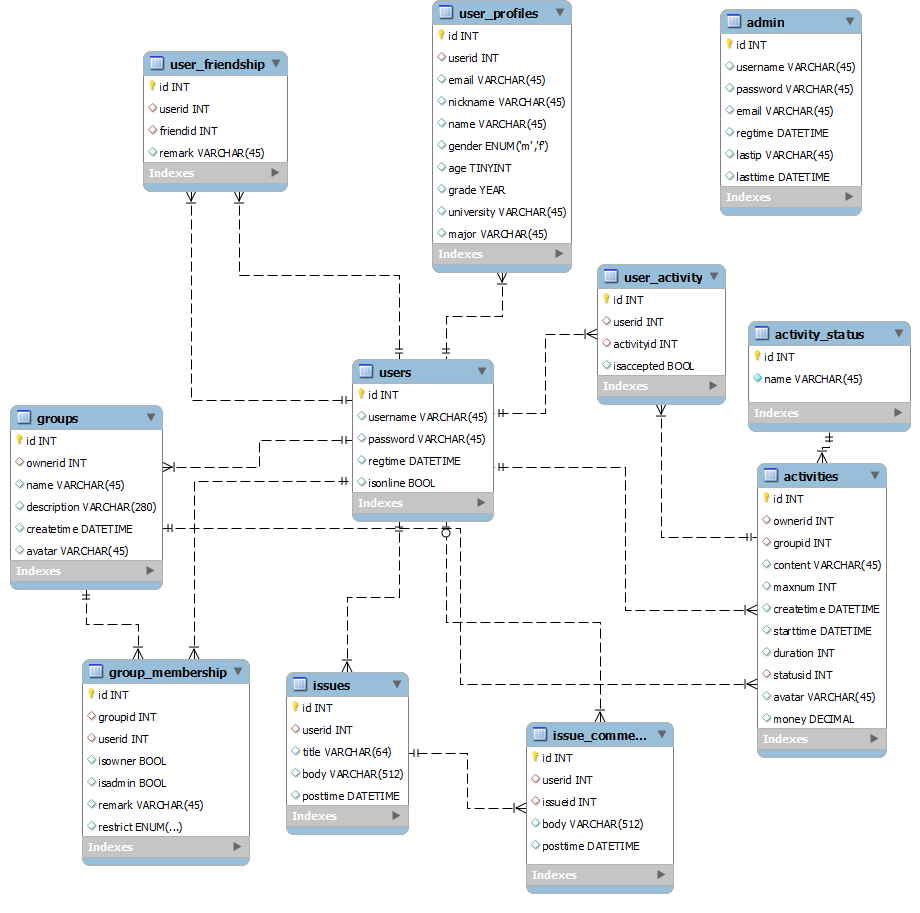 user_profiles
id INT
userid INT
email VARCHAR(45)
nickname VARCHAR(45)
name VARCHAR(45)
gender ENUM('m','f')
age TINYINT
grade YEAR
university VARCHAR(45)
major VARCHAR(45)
Indexes
admin
id INT
username VARCHAR(45)
password VARCHAR(45)
email VARCHAR(45)
regtime DATETIME
lastip VARCHAR(45)
lasttime DATETIME
Indexes
user_friendship
id INT
userid INT
friendid INT
remark VARCHAR(45)
Indexes
user_activity
id INT
userid INT
activityid INT
isaccepted BOOL
Indexes
activity_status
id INT
name VARCHAR(45)
Indexes
users
id INT
username VARCHAR(45)
password VARCHAR(45)
regtime DATETIME
isonline BOOL
Indexes
groups
id INT
ownerid INT
name VARCHAR(45)
description VARCHAR(280)
createtime DATETIME
avatar VARCHAR(45)
Indexes
activities
id INT
ownerid INT
groupid INT
content VARCHAR(45)
maxnum INT
createtime DATETIME
starttime DATETIME
duration INT
statusid INT
avatar VARCHAR(45)
money DECIMAL
Indexes
group_membership
id INT
groupid INT
userid INT
isowner BOOL
isadmin BOOL
remark VARCHAR(45)
restrict ENUM(...)
Indexes
issues
id INT
userid INT
title VARCHAR(64)
body VARCHAR(512)
posttime DATETIME
Indexes
issue_comme...
id INT
userid INT
issueid INT
body VARCHAR(512)
posttime DATETIME
Indexes